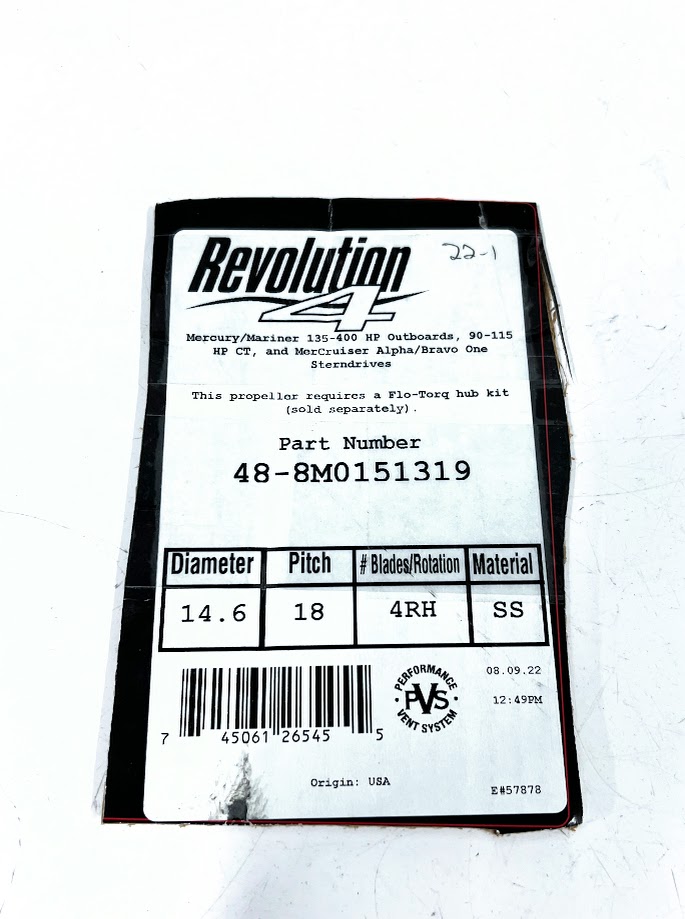 Revolution
4
22-1
Mercury/Mariner 135-400 HP Outboards, 90-115
HP CT, and MerCruiser Alpha/Bravo One
Sterndrives
This propeller requires a Flo-Torq hub kit
(sold separately).
Part Number
48-8M0151319
Diameter Pitch # Blades/Rotation Material
14.6 18 4RH SS
PERFORMANCE
PVS
VENT SYSTEM
08.09.22
12:49PM
7 45061 26545 5
Origin: USA
E#57878